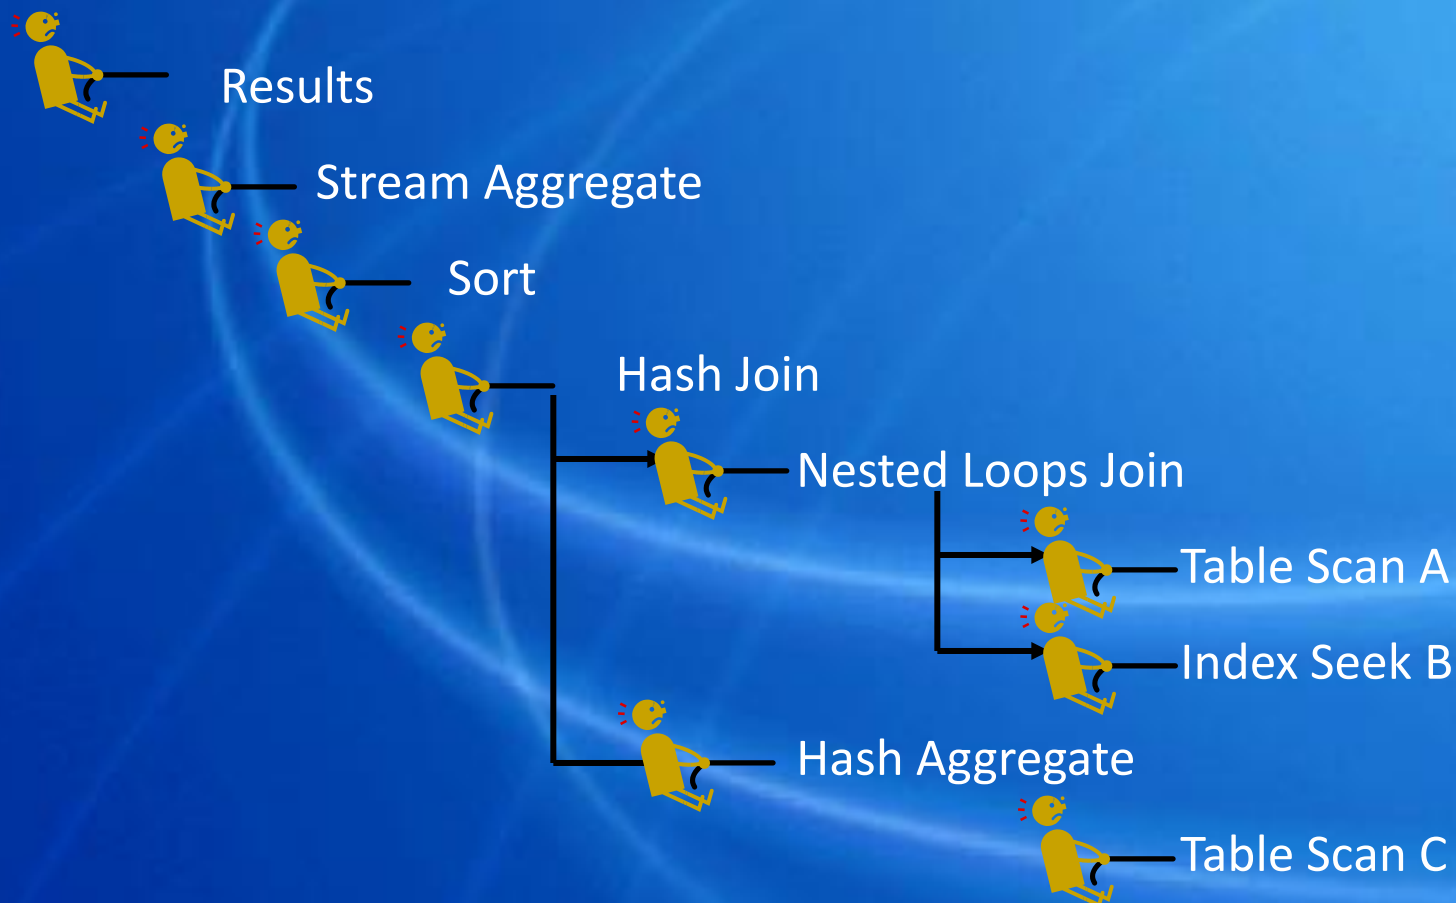 Results
Stream Aggregate
Sort
Hash Join
Nested Loops Join
Table Scan A
Index Seek B
Hash Aggregate
Table Scan C